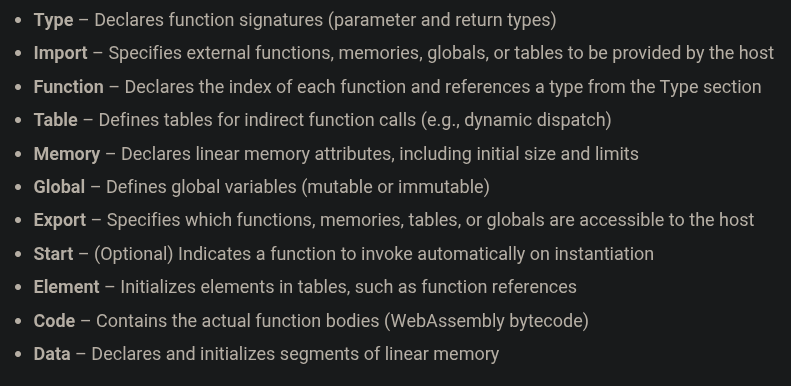 • Type – Declares function signatures (parameter and return types)
• Import – Specifies external functions, memories, globals, or tables to be provided by the host
• Function – Declares the index of each function and references a type from the Type section
• Table – Defines tables for indirect function calls (e.g., dynamic dispatch)
• Memory – Declares linear memory attributes, including initial size and limits
• Global – Defines global variables (mutable or immutable)
• Export – Specifies which functions, memories, tables, or globals are accessible to the host
• Start – (Optional) Indicates a function to invoke automatically on instantiation
• Element – Initializes elements in tables, such as function references
• Code – Contains the actual function bodies (WebAssembly bytecode)
• Data – Declares and initializes segments of linear memory